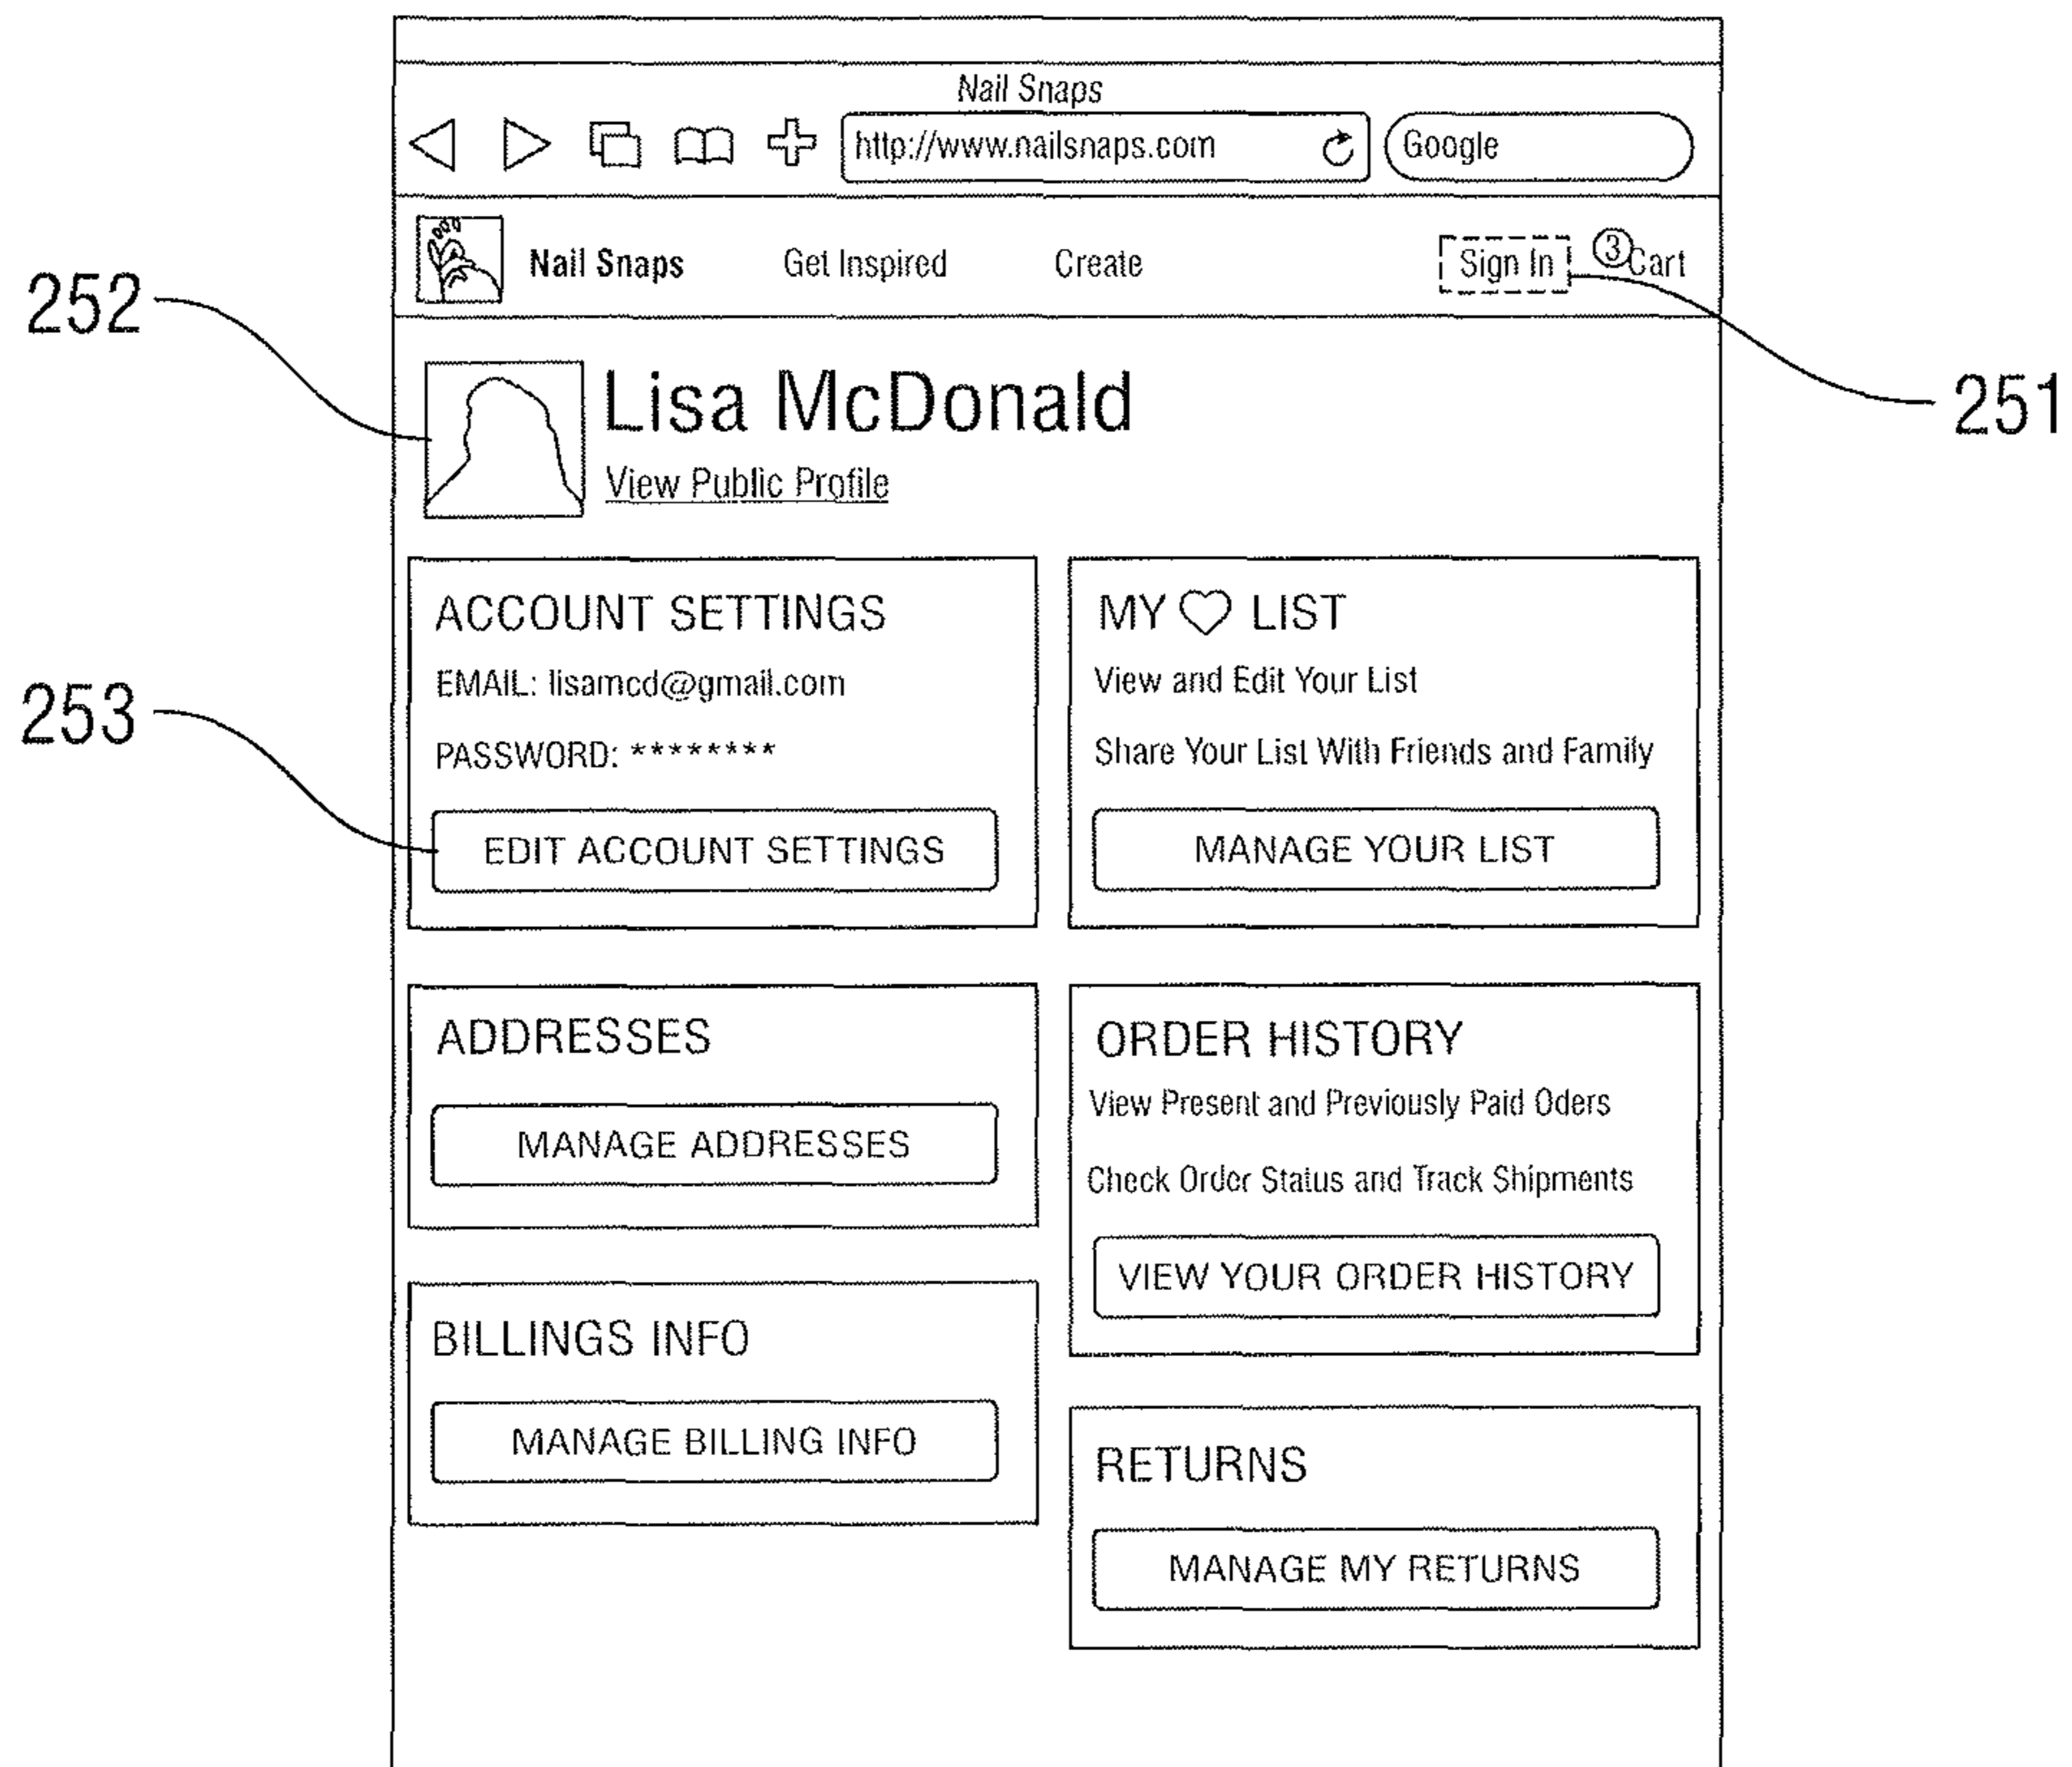 Nail Snaps
http://www.nailsnaps.com
Google
Nail Snaps Get Inspired Create Sign In 3 Cart
252
251
Lisa McDonald
View Public Profile
ACCOUNT SETTINGS
EMAIL: lisamcd@gmail.com
PASSWORD: ********
253
EDIT ACCOUNT SETTINGS
MY ♡ LIST
View and Edit Your List
Share Your List With Friends and Family
MANAGE YOUR LIST
ADDRESSES
MANAGE ADDRESSES
ORDER HISTORY
View Present and Previously Paid Oders
Check Order Status and Track Shipments
VIEW YOUR ORDER HISTORY
BILLINGS INFO
MANAGE BILLING INFO
RETURNS
MANAGE MY RETURNS